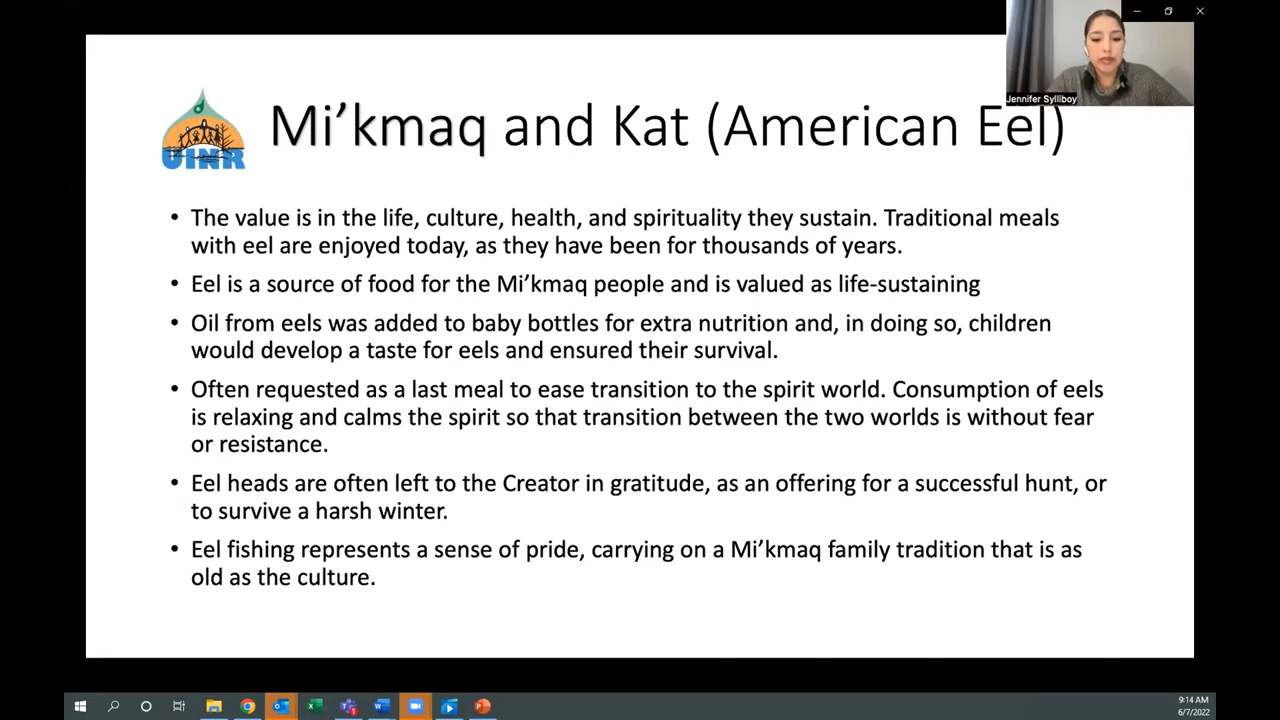 Jennifer Sylliboy
UINR
Mi’kmaq and Kat (American Eel)
• The value is in the life, culture, health, and spirituality they sustain. Traditional meals
with eel are enjoyed today, as they have been for thousands of years.
• Eel is a source of food for the Mi’kmaq people and is valued as life-sustaining
• Oil from eels was added to baby bottles for extra nutrition and, in doing so, children
would develop a taste for eels and ensured their survival.
• Often requested as a last meal to ease transition to the spirit world. Consumption of eels
is relaxing and calms the spirit so that transition between the two worlds is without fear
or resistance.
• Eel heads are often left to the Creator in gratitude, as an offering for a successful hunt, or
to survive a harsh winter.
• Eel fishing represents a sense of pride, carrying on a Mi’kmaq family tradition that is as
old as the culture.
9:14 AM
6/7/2022